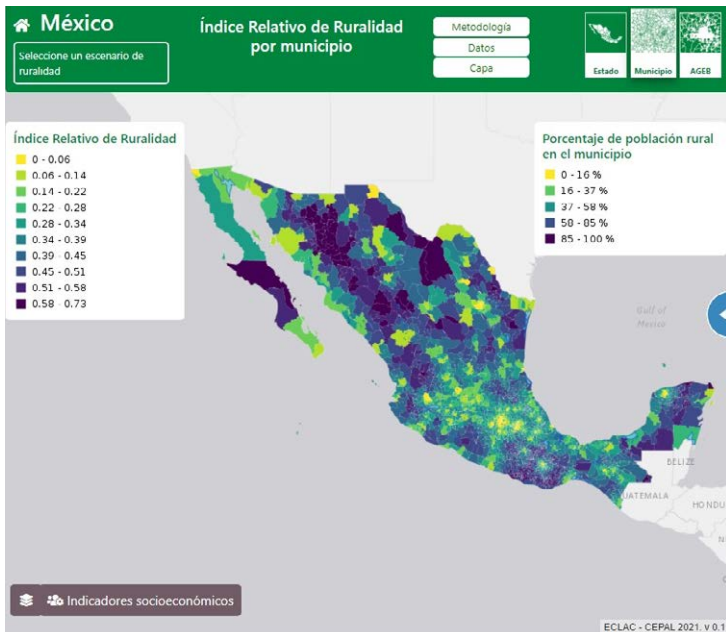 México
Seleccione un escenario de
ruralidad
Índice Relativo de Ruralidad
por municipio
Metodología
Datos
Capa
Estado
Municipio
AGEB
Índice Relativo de Ruralidad
0 - 0.06
0.06 - 0.14
0.14 - 0.22
0.22 - 0.28
0.28 - 0.34
0.34 - 0.39
0.39 - 0.45
0.45 - 0.51
0.51 - 0.58
0.58 - 0.73
Porcentaje de población rural
en el municipio
0 - 16 %
16 - 37 %
37 - 58 %
58 - 85 %
85 - 100 %
Gulf of
Mexico
BELIZE
GUATEMALA
HONDU
N
Indicadores socioeconómicos
ECLAC - CEPAL 2021. v 0.1